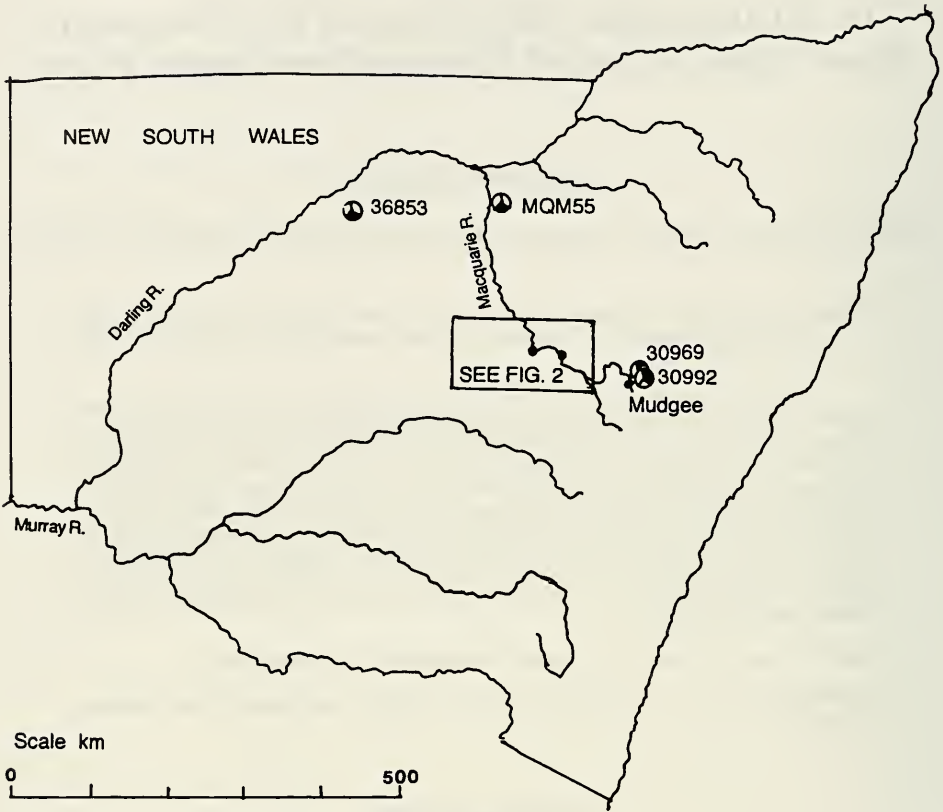 NEW SOUTH WALES
36853
MQM55
Macquarie R.
Darling R.
30969
SEE FIG. 2
30992
Mudgee
Murray R.
Scale km
0
500